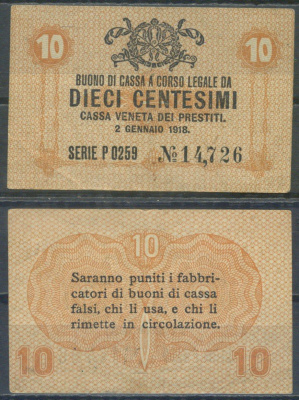 10 10
BUONO DI CASSA A CORSO LEGALE DA
DIECI CENTESIMI
CASSA VENETA DEI PRESTITI.
2 GENNAIO 1918.
SERIE P 0259 No 14,726
10
Saranno puniti i fabbri-
catori di buoni di cassa
falsi, chi li usa, e chi li
rimette in circolazione.
10 10